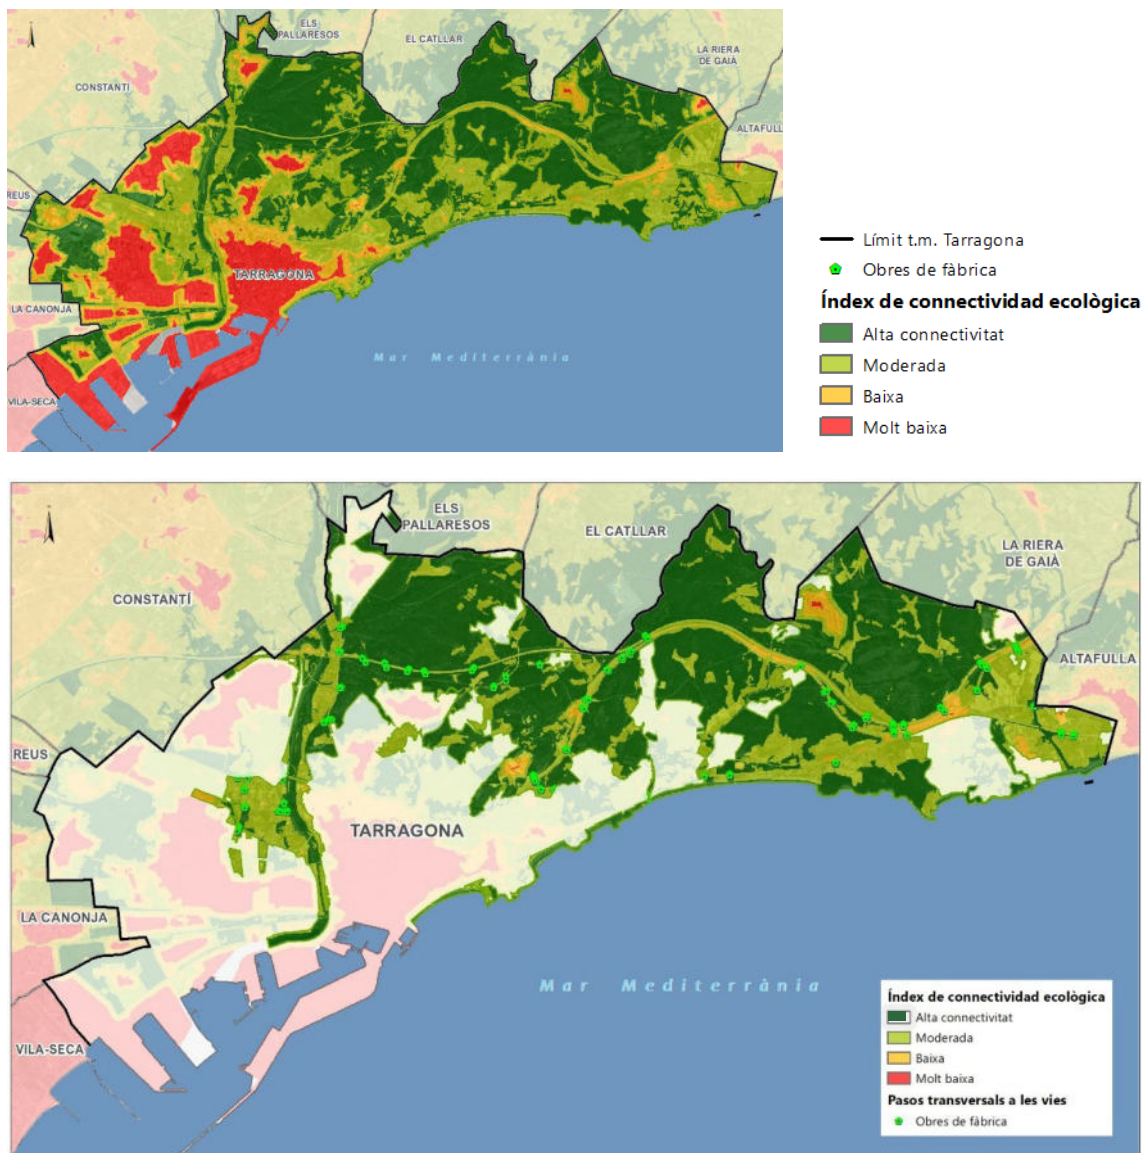 ELS
PALLARESOS
EL CATLLAR
LA RIERA
DE GAIÀ
CONSTANTÍ
ALTAFULL
REUS
TARRAGONA
LA CANONJA
Mar Mediterrània
VILA-SECA
Límit t.m. Tarragona
Obres de fàbrica
Índex de connectividad ecològica
Alta connectivitat
Moderada
Baixa
Molt baixa
ELS
PALLARESOS
EL CATLLAR
LA RIERA
DE GAIÀ
CONSTANTÍ
ALTAFULLA
REUS
TARRAGONA
LA CANONJA
Mar Mediterrània
VILA-SECA
Índex de connectividad ecològica
Alta connectivitat
Moderada
Baixa
Molt baixa
Pasos transversals a les vies
Obres de fàbrica